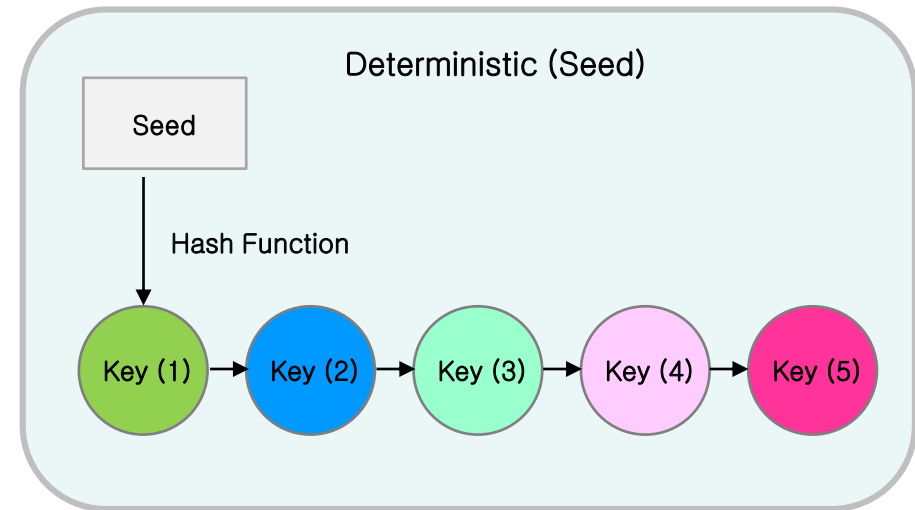 Deterministic (Seed)
Seed
Hash Function
Key (1)
Key (2)
Key (3)
Key (4)
Key (5)